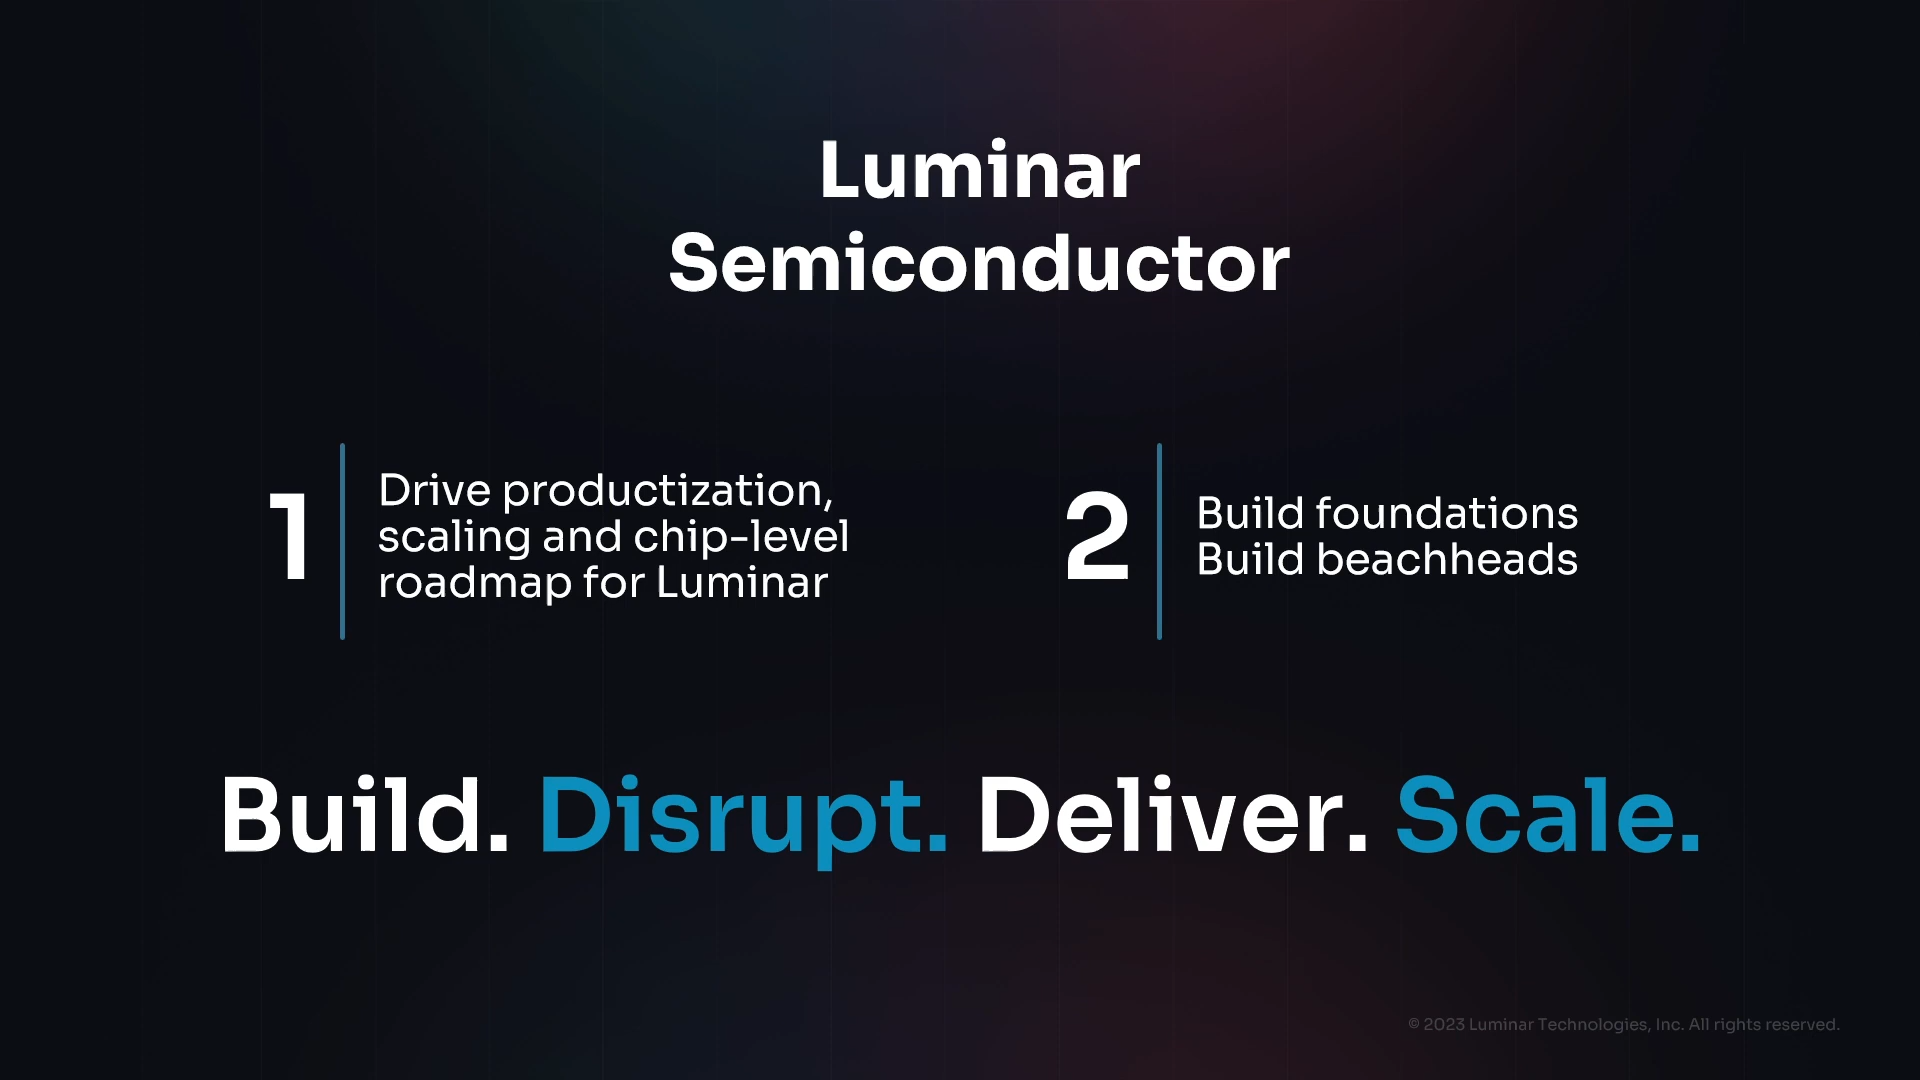 Luminar
Semiconductor
1
Drive productization,
scaling and chip-level
roadmap for Luminar
2
Build foundations
Build beachheads
Build. Disrupt. Deliver. Scale.
© 2023 Luminar Technologies, Inc. All rights reserved.